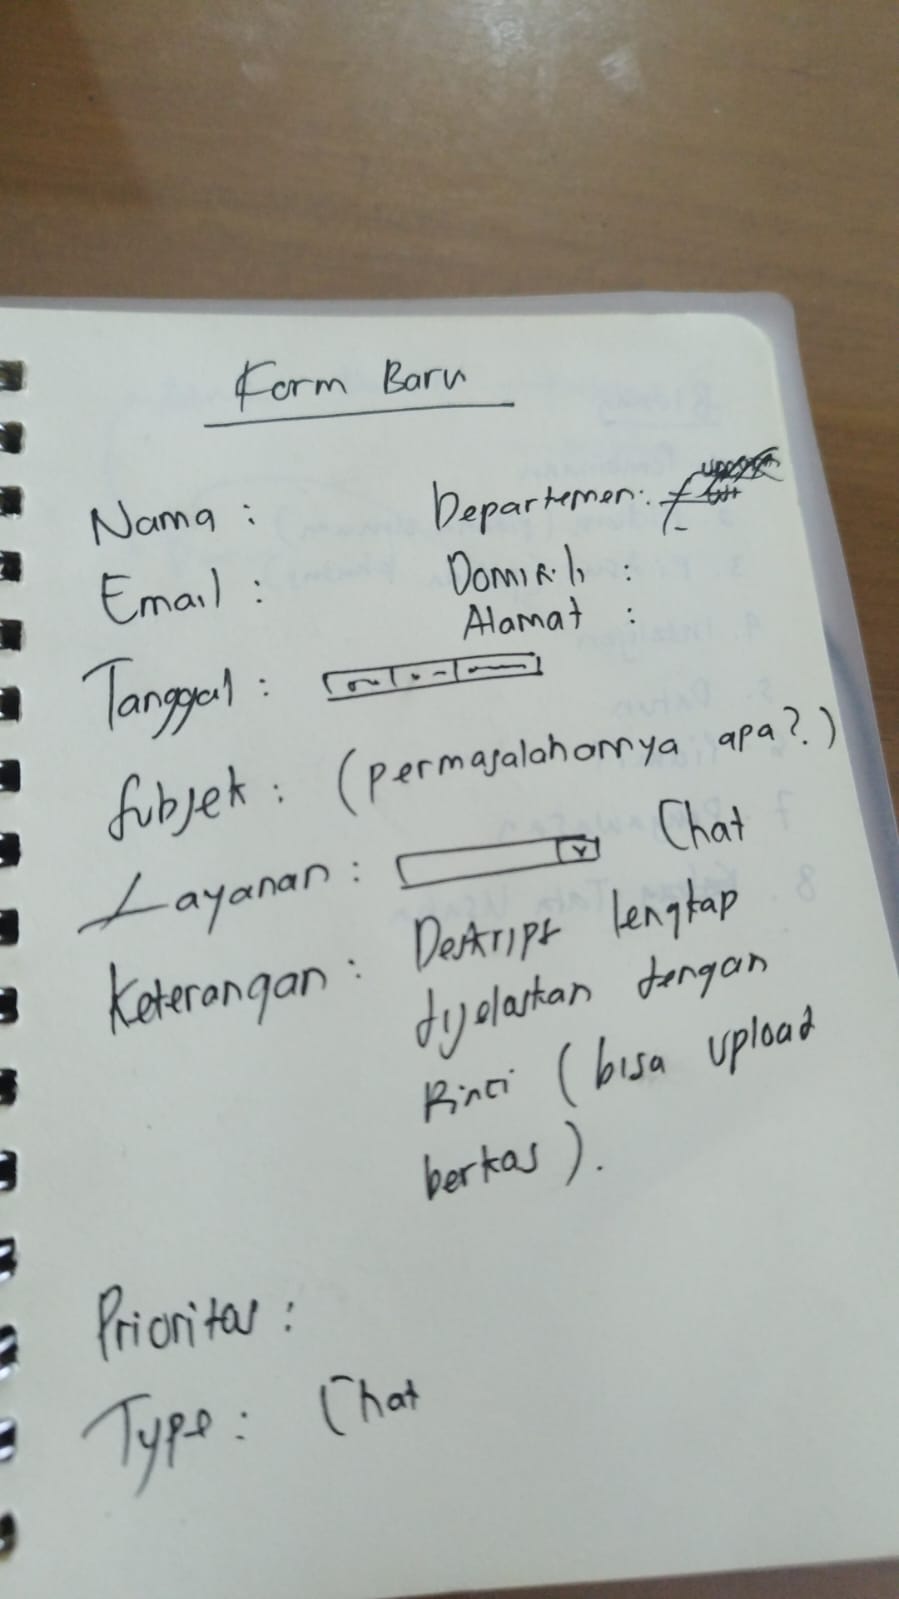 Form Baru
Nama : Departemen :
Email : Domisili :
Alamat :
Tanggal :
Subjek : (permasalahannya apa?)
Layanan : Chat
Keterangan : Deskripsi lengkap
dijelaskan dengan
Rinci (bisa upload
berkas).
Prioritas :
Type : Chat